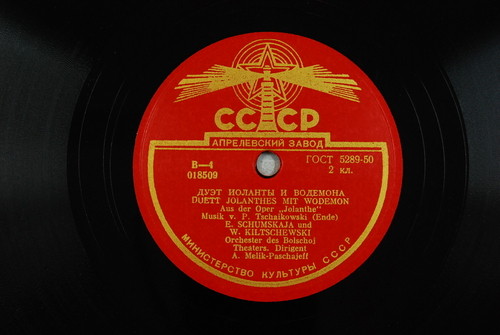 СССР
АПРЕЛЕВСКИЙ ЗАВОД
В—4
018509
ГОСТ 5289-50
2 кл.
ДУЭТ ИОЛАНТЫ И ВОДЕМОНА
DUETT JOLANTHES MIT WODEMON
Aus der Oper „Jolanthe"
Musik v. P. Tschaikowski (Ende)
E. SCHUMSKAJA und
W. KILTSCHEWSKI
Orchester des Bolschoj
Theaters. Dirigent
A. Melik-Paschajeff
МИНИСТЕРСТВО КУЛЬТУРЫ СССР